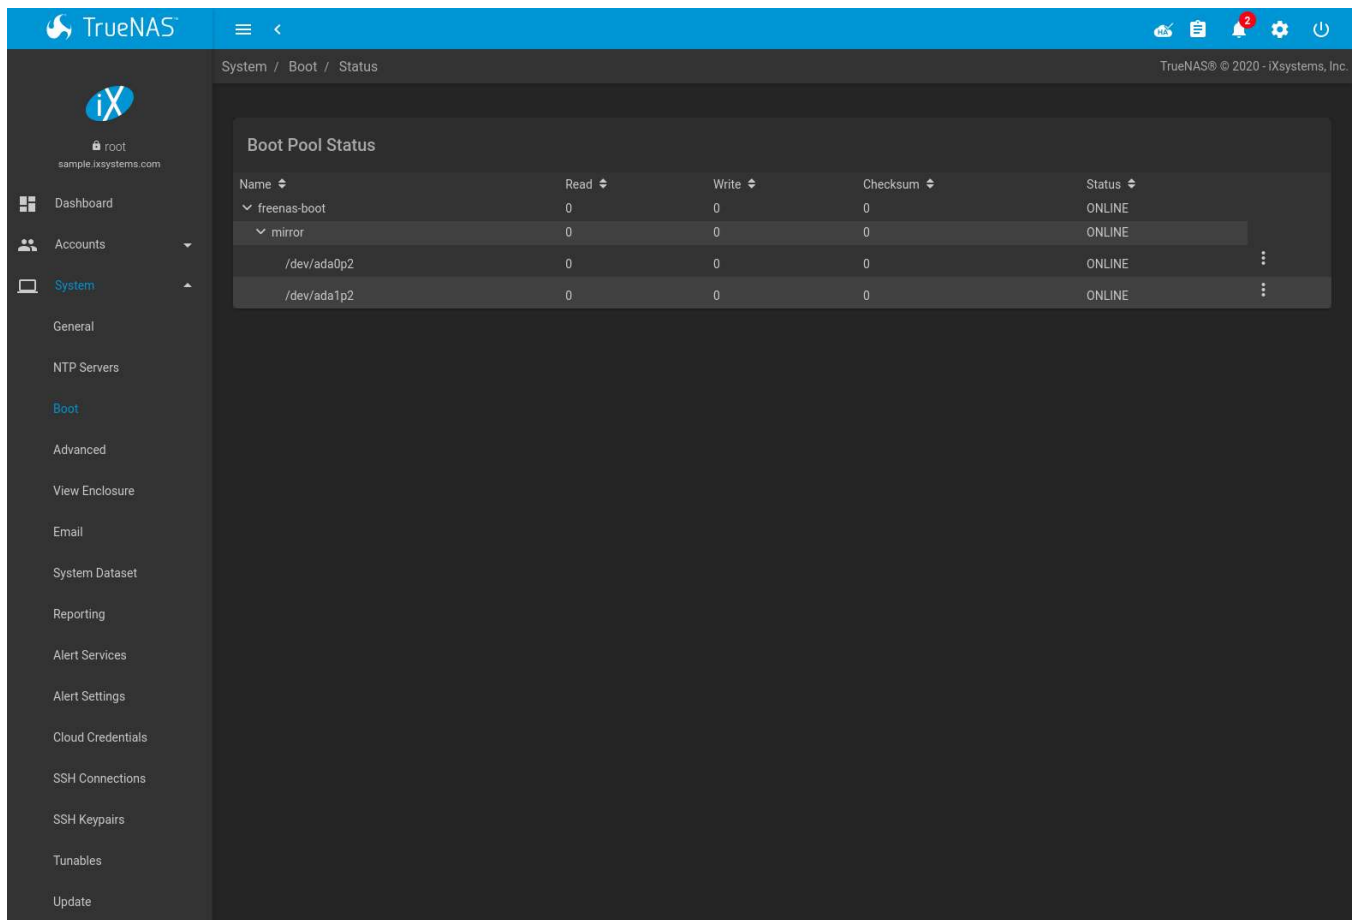 TrueNAS
HA
2
System / Boot / Status
TrueNAS® © 2020 - iXsystems, Inc.
iX
root
sample.ixsystems.com
Dashboard
Accounts
System
General
NTP Servers
Boot
Advanced
View Enclosure
Email
System Dataset
Reporting
Alert Services
Alert Settings
Cloud Credentials
SSH Connections
SSH Keypairs
Tunables
Update
Boot Pool Status
Name Read Write Checksum Status
freenas-boot 0 0 0 ONLINE
mirror 0 0 0 ONLINE
/dev/ada0p2 0 0 0 ONLINE
/dev/ada1p2 0 0 0 ONLINE